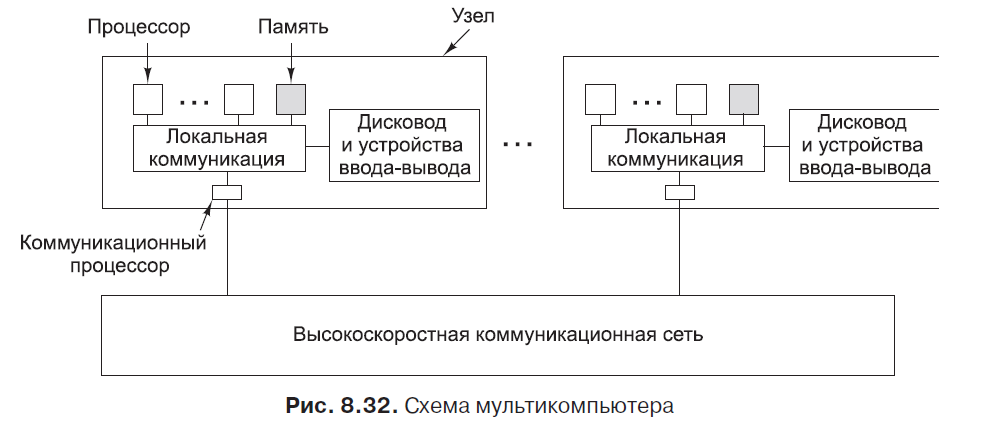 Процессор
Память
Узел
...
...
Локальная
коммуникация
Дисковод
и устройства
ввода-вывода
...
Локальная
коммуникация
Дисковод
и устройства
ввода-вывода
Коммуникационный
процессор
Высокоскоростная коммуникационная сеть
Рис. 8.32. Схема мультикомпьютера